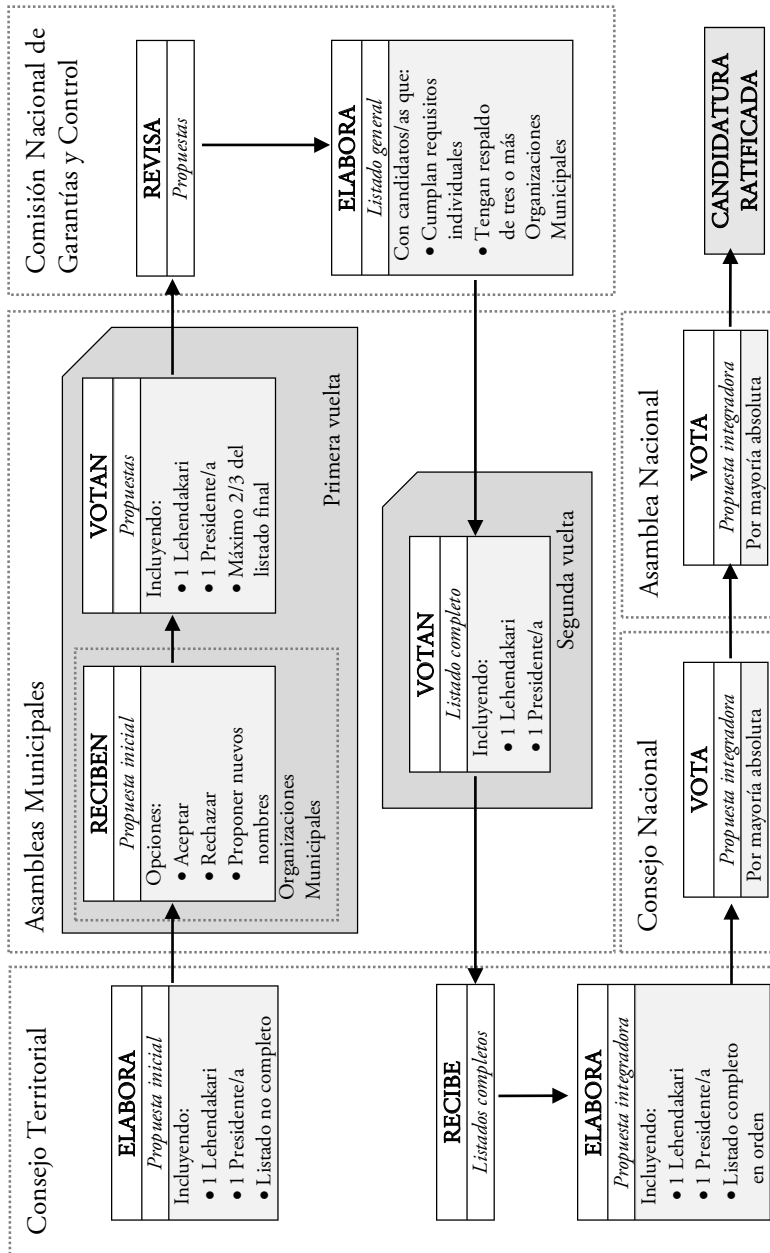 Consejo Territorial
ELABORA
Propuesta inicial
Incluyendo:
• 1 Lehendakari
• 1 Presidente/a
• Listado no completo
Asambleas Municipales
RECIBEN
Propuesta inicial
Opciones:
• Aceptar
• Rechazar
• Proponer nuevos
nombres
Organizaciones
Municipales
VOTAN
Propuestas
Incluyendo:
• 1 Lehendakari
• 1 Presidente/a
• Máximo 2/3 del
listado final
Primera vuelta
Comisión Nacional de
Garantías y Control
REVISA
Propuestas
ELABORA
Listado general
Con candidatos/as que:
• Cumplan requisitos
individuales
• Tengan respaldo
de tres o más
Organizaciones
Municipales
VOTAN
Listado completo
Incluyendo:
• 1 Lehendakari
• 1 Presidente/a
Segunda vuelta
RECIBE
Listados completos
ELABORA
Propuesta integradora
Incluyendo:
• 1 Lehendakari
• 1 Presidente/a
• Listado completo
en orden
Consejo Nacional
VOTA
Propuesta integradora
Por mayoría absoluta
Asamblea Nacional
VOTA
Propuesta integradora
Por mayoría absoluta
CANDIDATURA
RATIFICADA